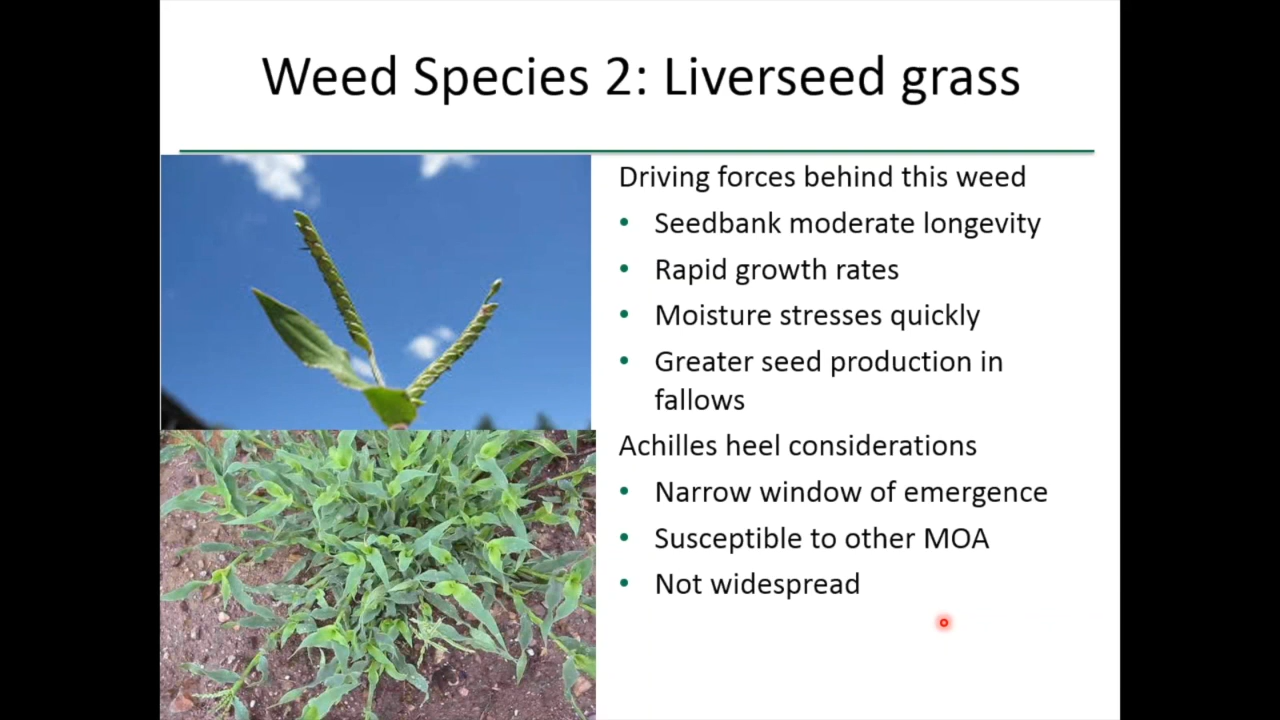 Weed Species 2: Liverseed grass
Driving forces behind this weed
• Seedbank moderate longevity
• Rapid growth rates
• Moisture stresses quickly
• Greater seed production in
fallows
Achilles heel considerations
• Narrow window of emergence
• Susceptible to other MOA
• Not widespread